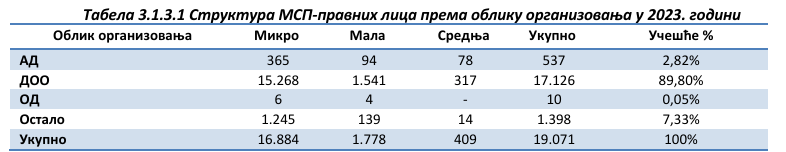 Табела 3.1.3.1 Структура МСП-правних лица према облику организовања у 2023. години
Облик организовања Микро Мала Средња Укупно Учешће %
АД 365 94 78 537 2,82%
ДОО 15.268 1.541 317 17.126 89,80%
ОД 6 4 - 10 0,05%
Остало 1.245 139 14 1.398 7,33%
Укупно 16.884 1.778 409 19.071 100%